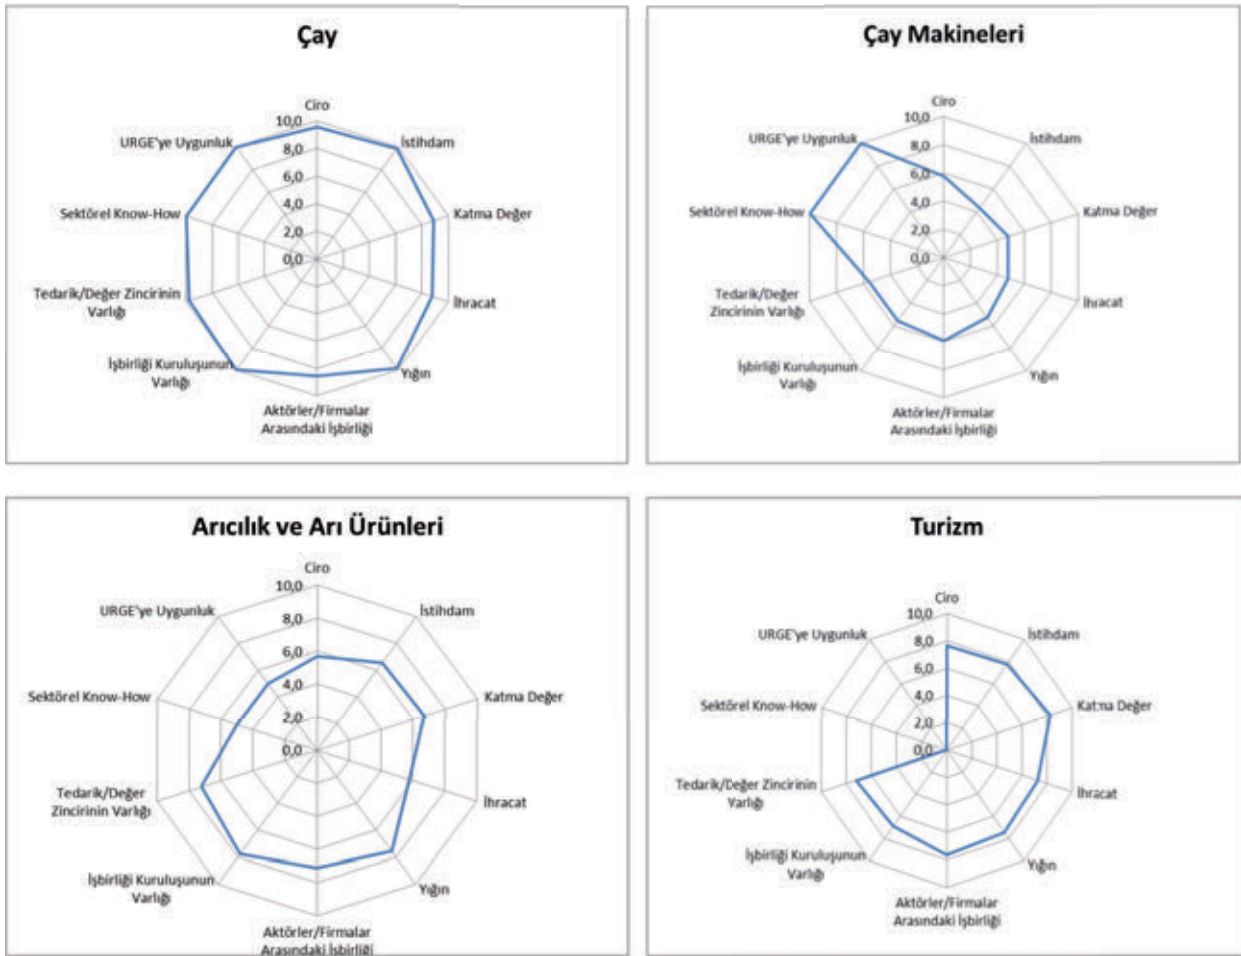 Çay
Ciro
10,0
8,0
6,0
4,0
2,0
0,0
İstihdam
Katma Değer
İhracat
Yığın
Aktörler/Firmalar
Arasındaki İşbirliği
İşbirliği Kuruluşunun
Varlığı
Tedarik/Değer Zincirinin
Varlığı
Sektörel Know-How
URGE'ye Uygunluk
Çay Makineleri
Ciro
10,0
8,0
6,0
4,0
2,0
0,0
İstihdam
Katma Değer
İhracat
Yığın
Aktörler/Firmalar
Arasındaki İşbirliği
İşbirliği Kuruluşunun
Varlığı
Tedarik/Değer
Zincirinin Varlığı
Sektörel Know-How
URGE'ye Uygunluk
Arıcılık ve Arı Ürünleri
Ciro
10,0
8,0
6,0
4,0
2,0
0,0
İstihdam
Katma Değer
İhracat
Yığın
Aktörler/Firmalar
Arasındaki İşbirliği
İşbirliği Kuruluşunun
Varlığı
Tedarik/Değer
Zincirinin Varlığı
Sektörel Know-How
URGE'ye Uygunluk
Turizm
Ciro
10,0
8,0
6,0
4,0
2,0
0,0
İstihdam
Katma Değer
İhracat
Yığın
Aktörler/Firmalar
Arasındaki İşbirliği
İşbirliği Kuruluşunun
Varlığı
Tedarik/Değer Zincirinin
Varlığı
Sektörel Know-How
URGE'ye Uygunluk